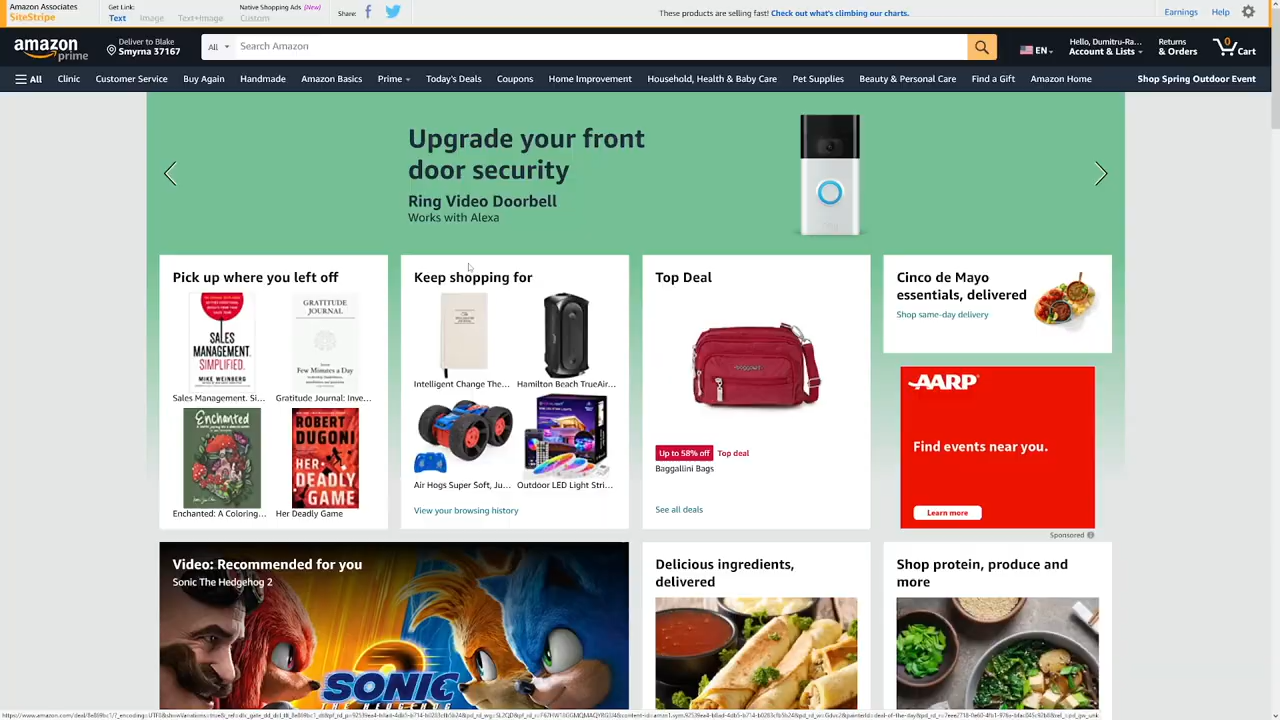 Amazon Associates
SiteStripe
Get Link:
Text Image Text+Image
Native Shopping Ads (New)
Custom
Share:
These products are selling fast! Check out what's climbing our charts.
Earnings Help
amazon
prime
Deliver to Blake
Smyrna 37167
All Search Amazon
EN
Hello, Dumitru-Ra...
Account & Lists
Returns
& Orders
0
Cart
All Clinic Customer Service Buy Again Handmade Amazon Basics Prime Today's Deals Coupons Home Improvement Household, Health & Baby Care Pet Supplies Beauty & Personal Care Find a Gift Amazon Home Shop Spring Outdoor Event
Upgrade your front
door security
Ring Video Doorbell
Works with Alexa
Pick up where you left off
SALES
MANAGEMENT.
SIMPLIFIED.
MIKE WEINBERG
GRATITUDE
JOURNAL
Few Minutes a Day
Sales Management. Si...
Gratitude Journal: Inve...
Enchanted
ROBERT
DUGONI
HER
DEADLY
GAME
Enchanted: A Coloring...
Her Deadly Game
Keep shopping for
Intelligent Change The...
Hamilton Beach TrueAir...
Air Hogs Super Soft, Ju...
Outdoor LED Light Stri...
View your browsing history
Top Deal
baggallini
Up to 58% off Top deal
Baggallini Bags
See all deals
Cinco de Mayo
essentials, delivered
Shop same-day delivery
AARP
Find events near you.
Learn more
Sponsored
Video: Recommended for you
Sonic The Hedgehog 2
SONIC
THE HEDGEHOG
2
Delicious ingredients,
delivered
Shop protein, produce and
more